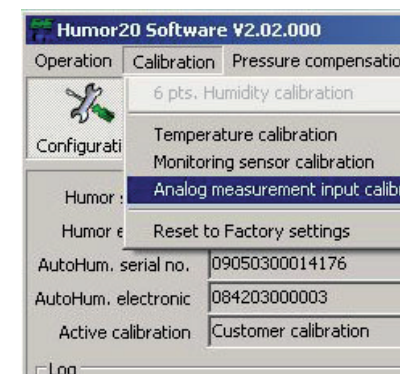 Humor20 Software V2.02.000
Operation Calibration Pressure compensatio
6 pts. Humidity calibration
Temperature calibration
Configurati
Monitoring sensor calibration
Analog measurement input calib
Humor s
Humor e
Reset to Factory settings
AutoHum. serial no. 09050300014176
AutoHum. electronic 084203000003
Active calibration Customer calibration
Log